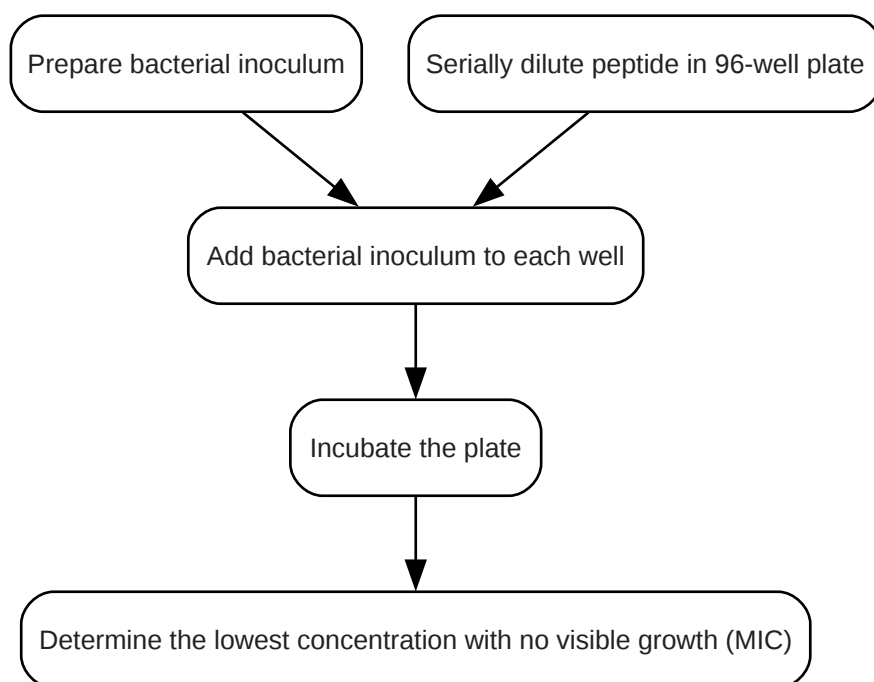 Prepare bacterial inoculum
Serially dilute peptide in 96-well plate
Add bacterial inoculum to each well
Incubate the plate
Determine the lowest concentration with no visible growth (MIC)